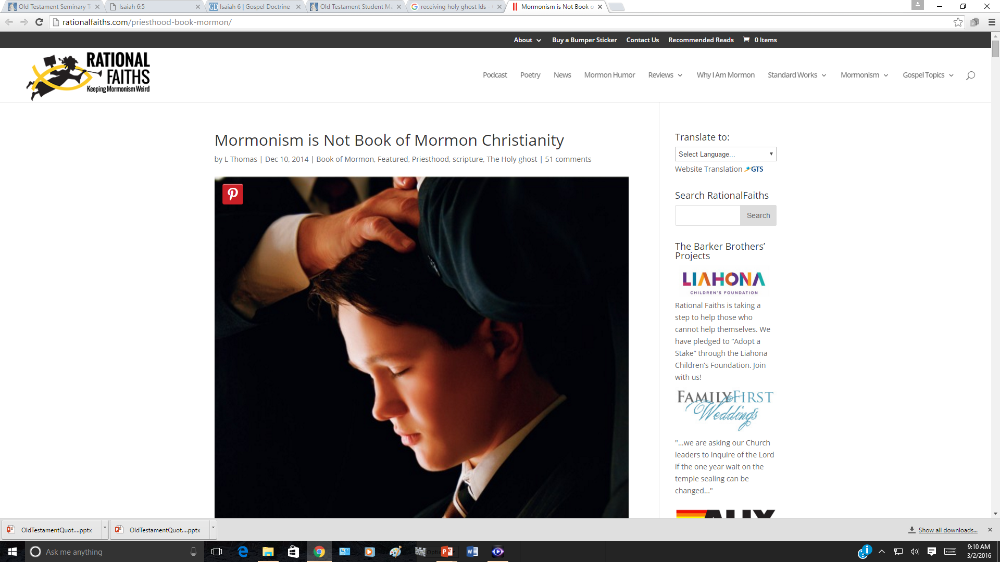 Old Testament Seminary T
Isaiah 6:5
Isaiah 6 | Gospel Doctrine
Old Testament Student Ma
receiving holy ghost lds -
Mormonism is Not Book o
rationalfaiths.com/priesthood-book-mormon/
About
Buy a Bumper Sticker
Contact Us
Recommended Reads
0 Items
RATIONAL
FAITHS
Keeping Mormonism Weird
Podcast
Poetry
News
Mormon Humor
Reviews
Why I Am Mormon
Standard Works
Mormonism
Gospel Topics
Mormonism is Not Book of Mormon Christianity
by L Thomas | Dec 10, 2014 | Book of Mormon, Featured, Priesthood, scripture, The Holy ghost | 51 comments
Translate to:
Select Language...
Website Translation GTS
Search RationalFaiths
Search
The Barker Brothers’
Projects
LIAHONA
CHILDREN'S FOUNDATION
Rational Faiths is taking a
step to help those who
cannot help themselves. We
have pledged to “Adopt a
Stake” through the Liahona
Children’s Foundation. Join
with us!
FAMILYFIRST
Weddings
"...we are asking our Church
leaders to inquire of the Lord
if the one year wait on the
temple sealing can be
changed..."
OldTestamentQuot....pptx
OldTestamentQuot....pptx
Show all downloads...
Ask me anything
9:10 AM
3/2/2016